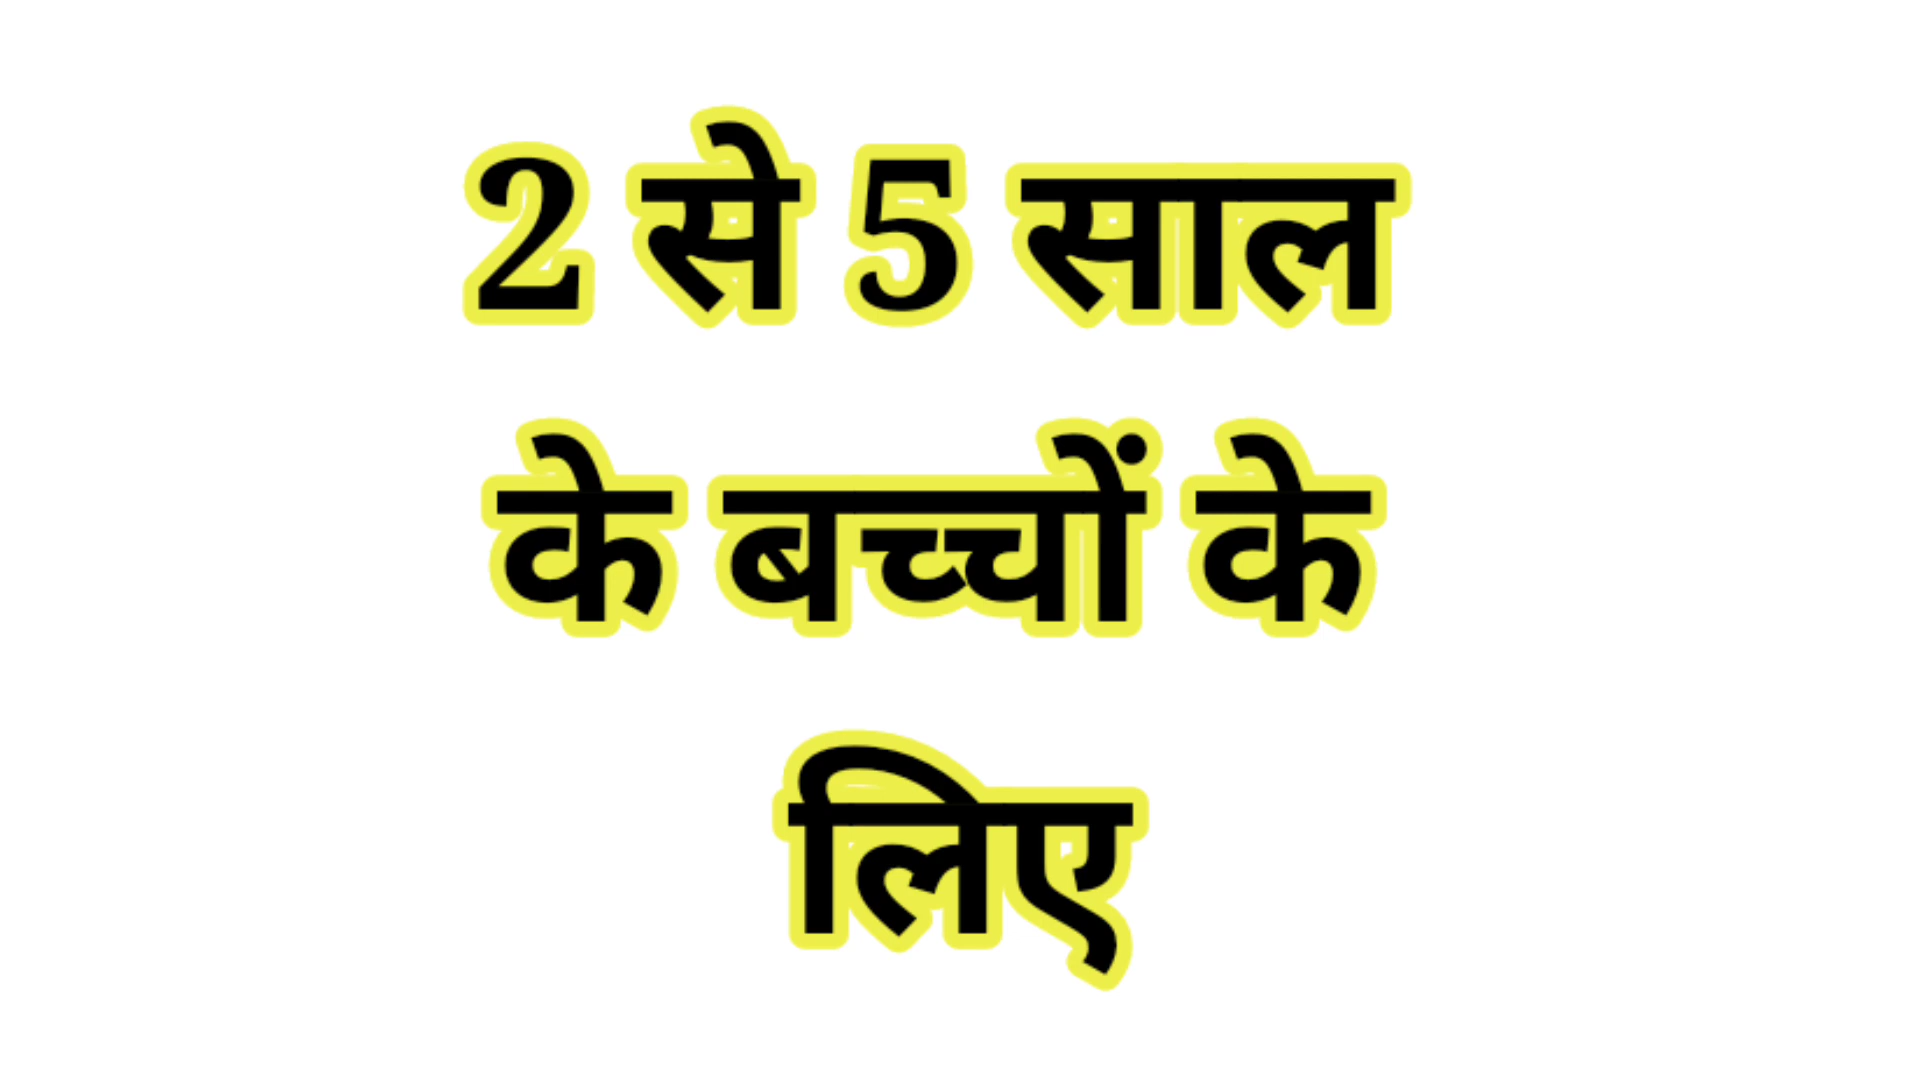 2 से 5 साल
के बच्चों के
लिए